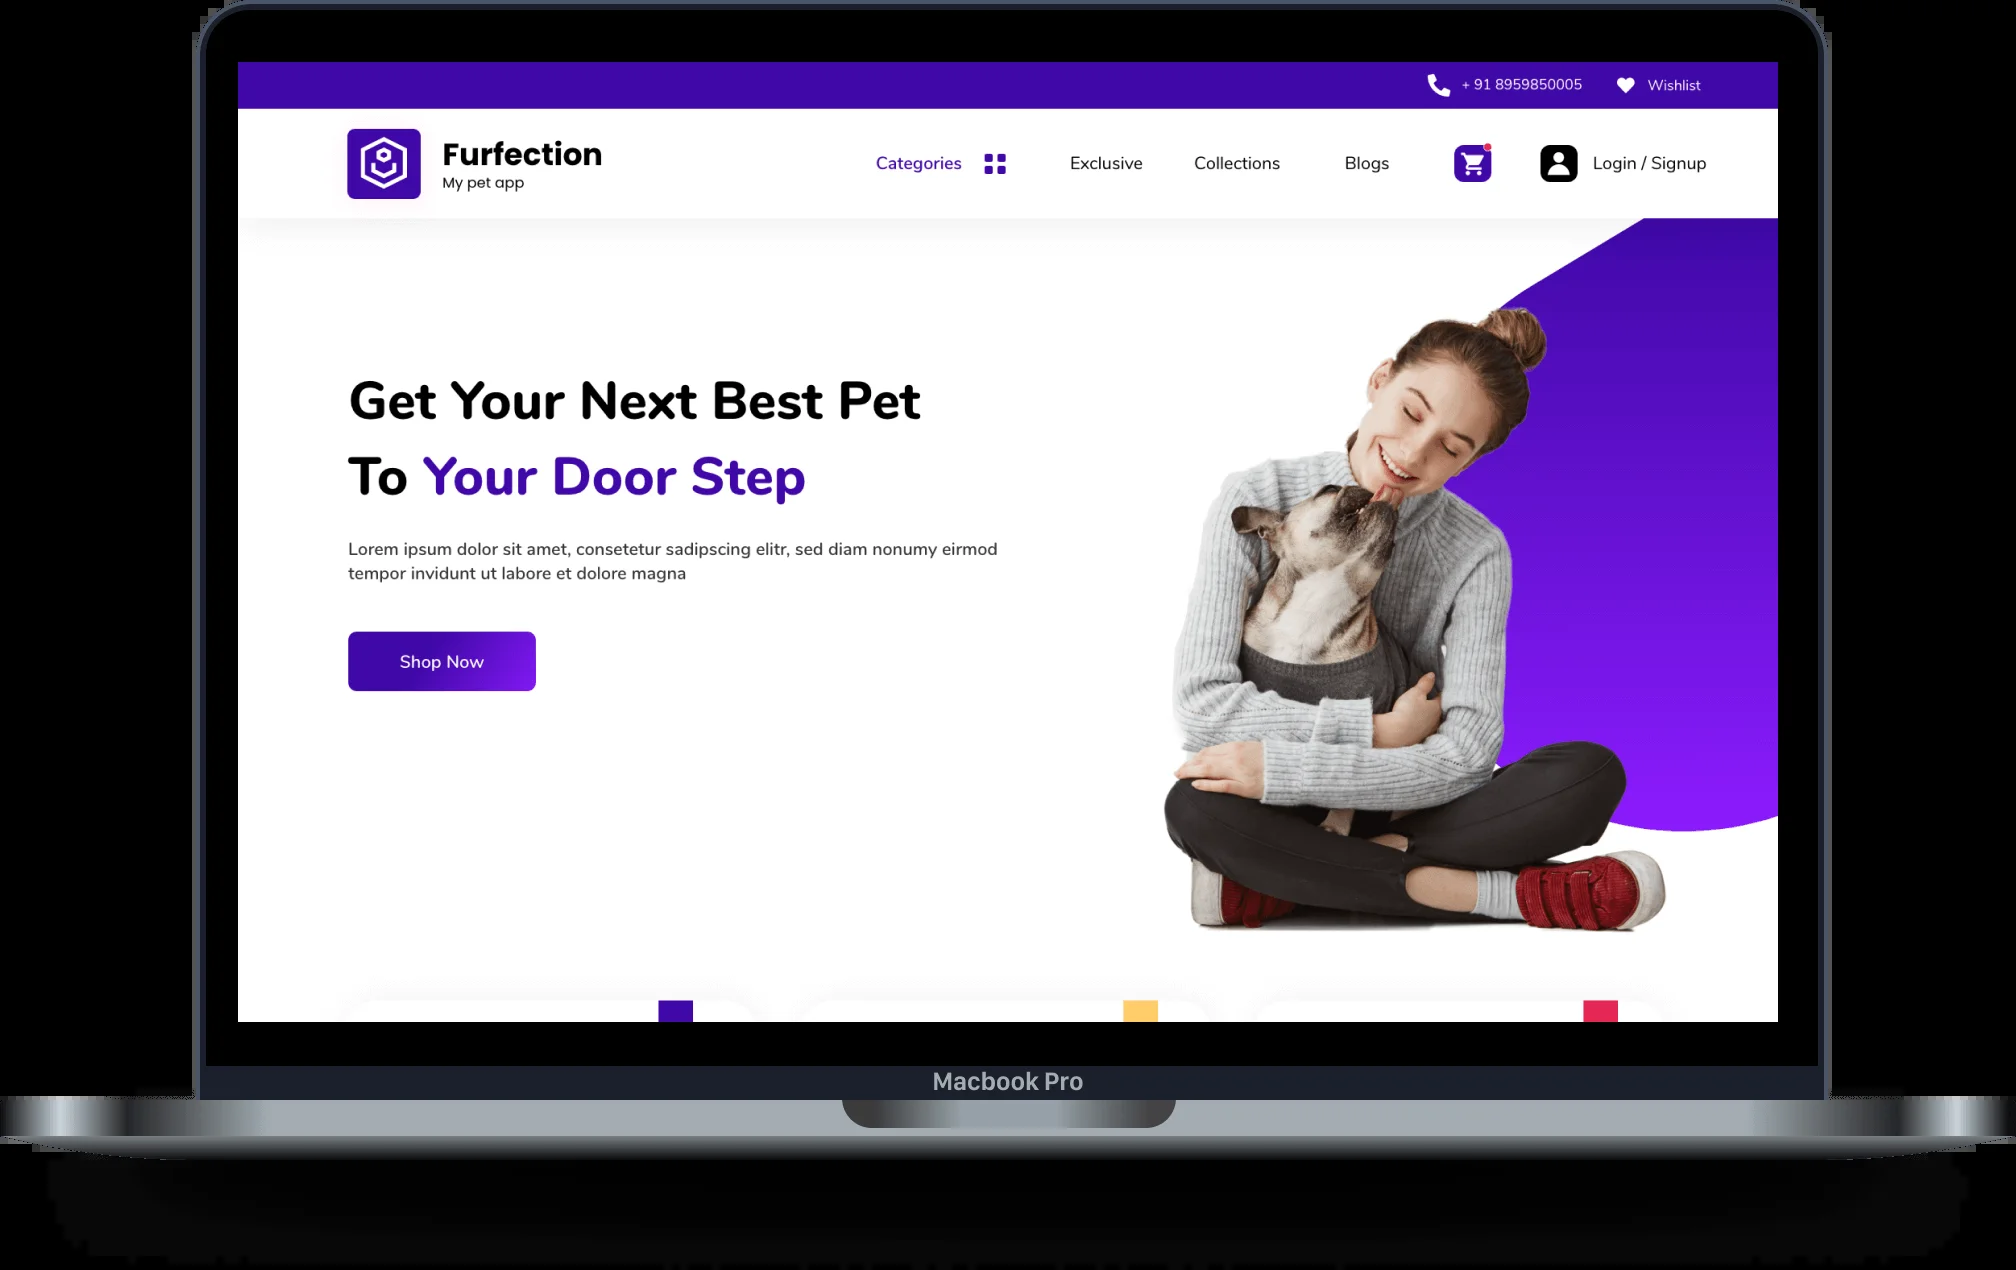 + 91 8959850005
Wishlist
Furfection
My pet app
Categories
Exclusive
Collections
Blogs
Login / Signup
Get Your Next Best Pet
To Your Door Step
Lorem ipsum dolor sit amet, consetetur sadipscing elitr, sed diam nonumy eirmod
tempor invidunt ut labore et dolore magna
Shop Now
Macbook Pro